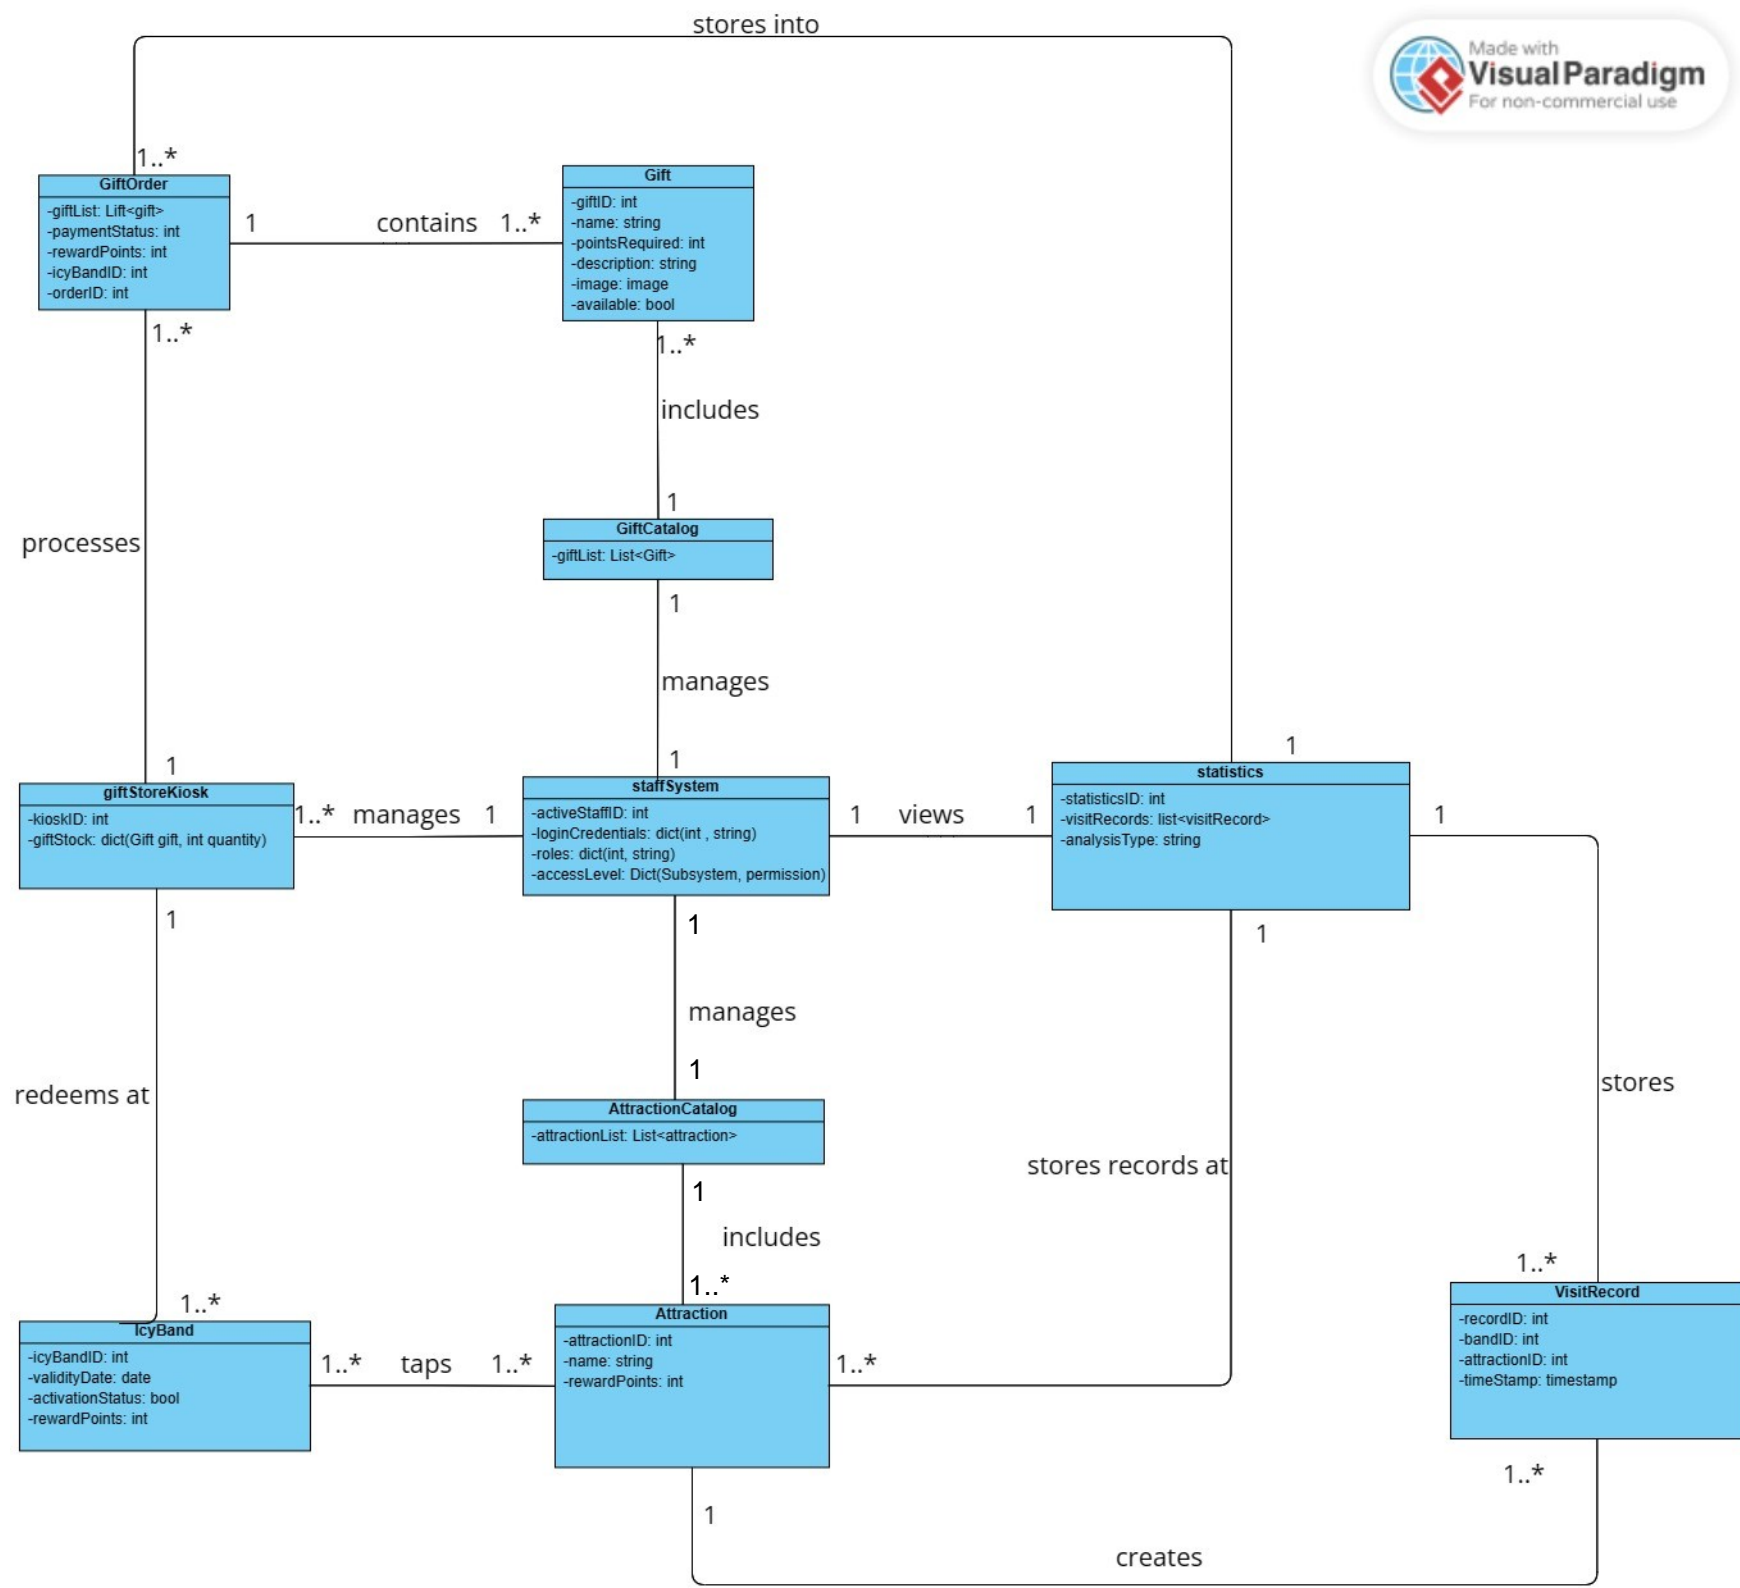 stores into
Made with
Visual Paradigm
For non-commercial use
1..*
GiftOrder
-giftList: Lift<gift>
-paymentStatus: int
-rewardPoints: int
-icyBandID: int
-orderID: int
1 contains 1..*
Gift
-giftID: int
-name: string
-pointsRequired: int
-description: string
-image: image
-available: bool
1..*
1..*
includes
1
GiftCatalog
-giftList: List<Gift>
1
processes
manages
1
1
1
giftStoreKiosk
-kioskID: int
-giftStock: dict(Gift gift, int quantity)
1..* manages 1
staffSystem
-activeStaffID: int
-loginCredentials: dict(int , string)
-roles: dict(int, string)
-accessLevel: Dict(Subsystem, permission)
1 views 1
statistics
-statisticsID: int
-visitRecords: list<visitRecord>
-analysisType: string
1
1
1
1
manages
1
redeems at
stores
AttractionCatalog
-attractionList: List<attraction>
stores records at
1
includes
1..*
1..*
1..*
IcyBand
-icyBandID: int
-validityDate: date
-activationStatus: bool
-rewardPoints: int
1..* taps 1..*
Attraction
-attractionID: int
-name: string
-rewardPoints: int
1..*
VisitRecord
-recordID: int
-bandID: int
-attractionID: int
-timeStamp: timestamp
1..*
1
creates